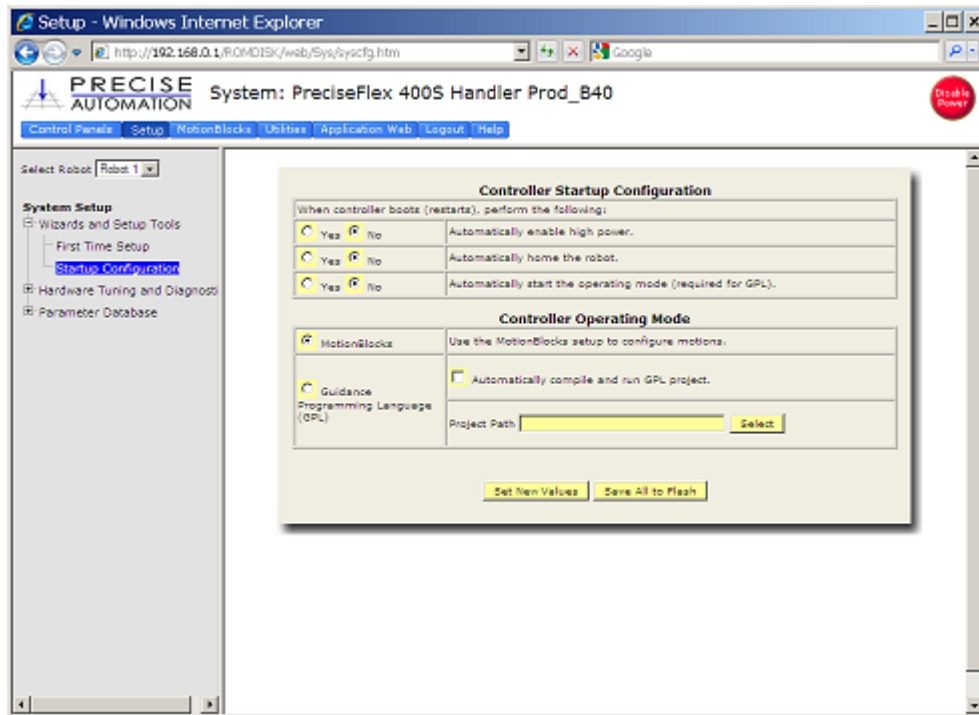 Setup - Windows Internet Explorer
http://192.168.0.1/ROMDISK/web/Sys/syscfg.htm
Google
PRECISE
AUTOMATION
System: PreciseFlex 400S Handler Prod_B40
Disable
Power
Control Panels Setup MotionBlocks Utilities Application Web Logout Help
Select Robot Robot 1
System Setup
Wizards and Setup Tools
First Time Setup
Startup Configuration
Hardware Tuning and Diagnosti
Parameter Database
Controller Startup Configuration
When controller boots (restarts), perform the following:
Yes No Automatically enable high power.
Yes No Automatically home the robot.
Yes No Automatically start the operating mode (required for GPL).
Controller Operating Mode
MotionBlocks Use the MotionBlocks setup to configure motions.
Guidance
Programming Language
(GPL)
Automatically compile and run GPL project.
Project Path Select
Set New Values Save All to Flash